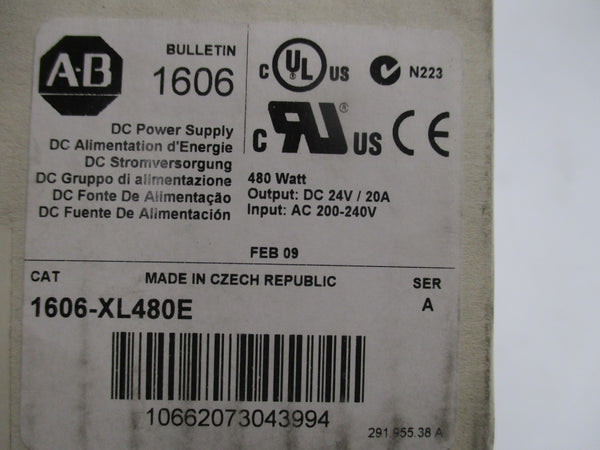 A-B
BULLETIN
1606
C UL US
N223
C RU ® US CE
DC Power Supply
DC Alimentation d'Energie
DC Stromversorgung
DC Gruppo di alimentazione
DC Fonte De Alimentação
DC Fuente De Alimentación
480 Watt
Output: DC 24V / 20A
Input: AC 200-240V
FEB 09
CAT
MADE IN CZECH REPUBLIC
SER
1606-XL480E
A
10662073043994
291.955.38 A